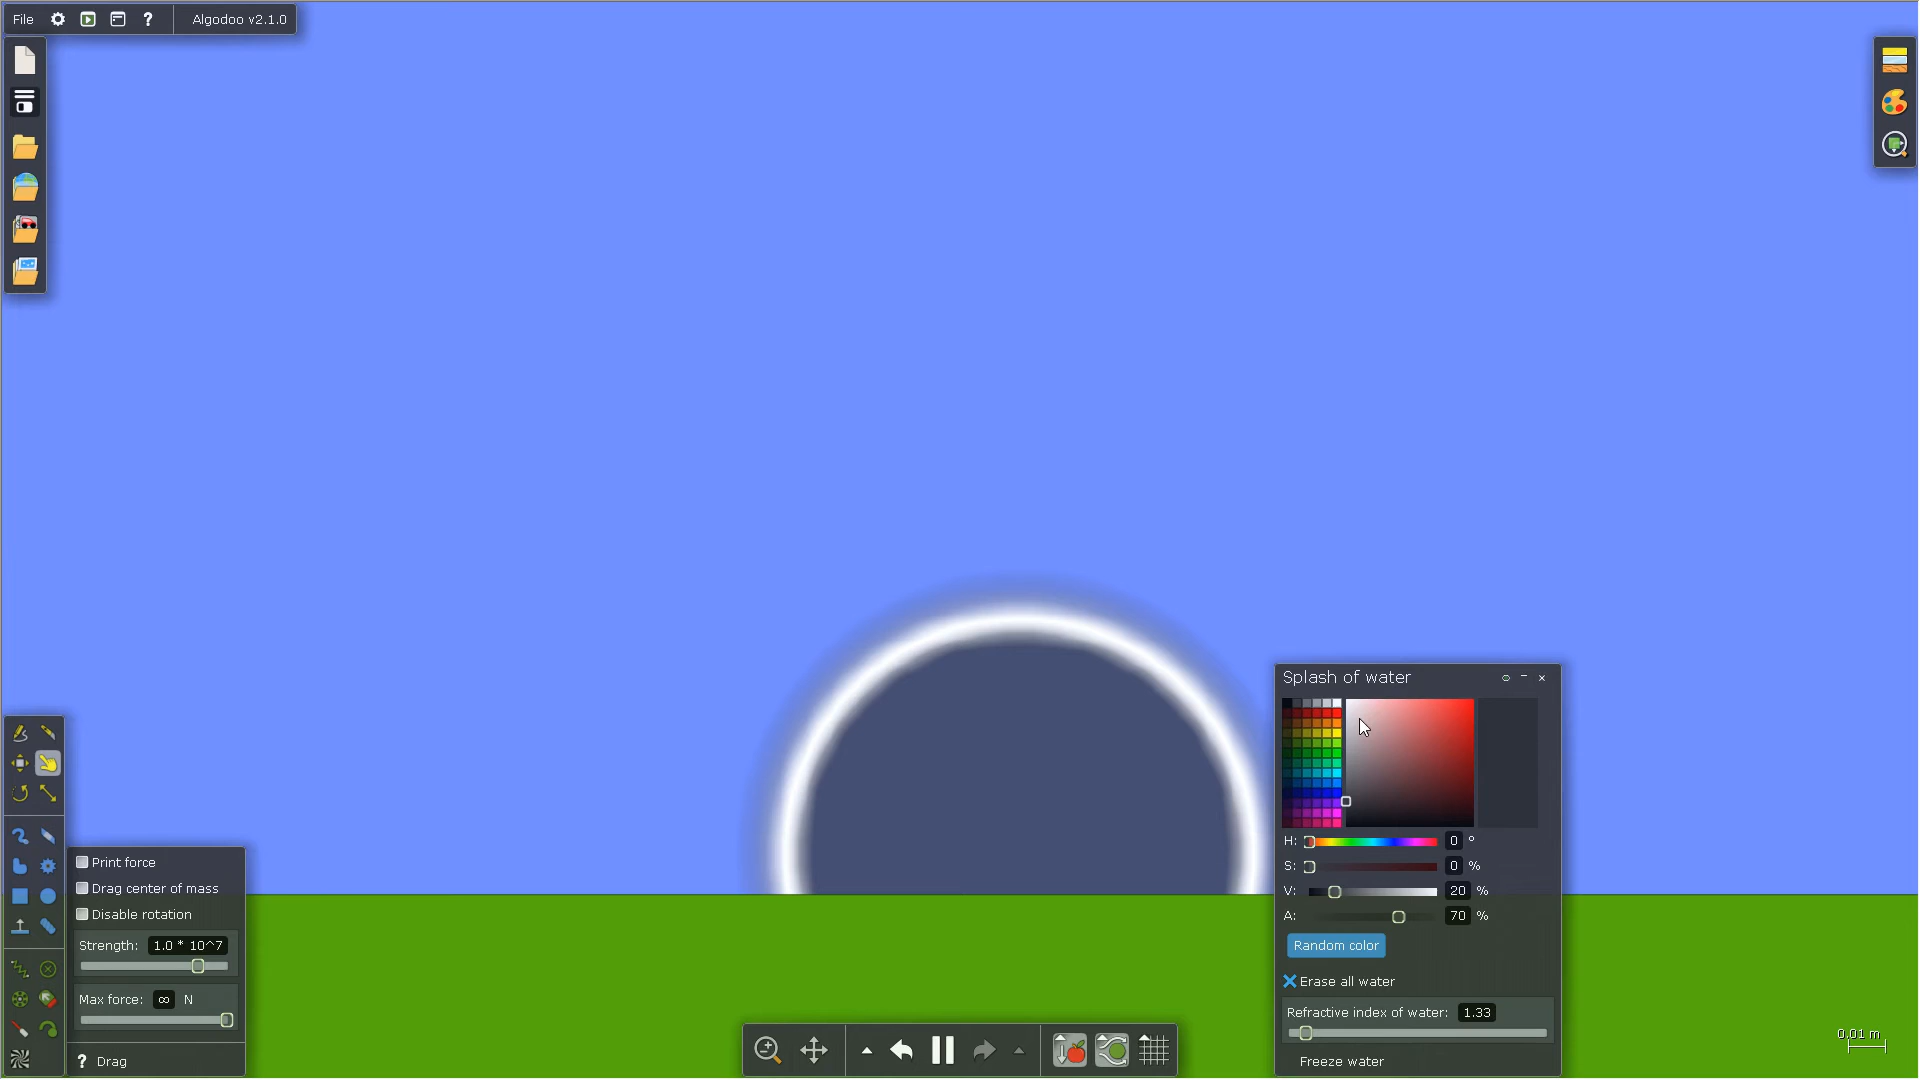 File ? Algodoo v2.1.0
Splash of water
H: 0 °
S: 0 %
V: 20 %
A: 70 %
Random color
Erase all water
Refractive index of water: 1.33
Freeze water
Print force
Drag center of mass
Disable rotation
Strength: 1.0 * 10^7
Max force: ∞ N
? Drag
0.01 m